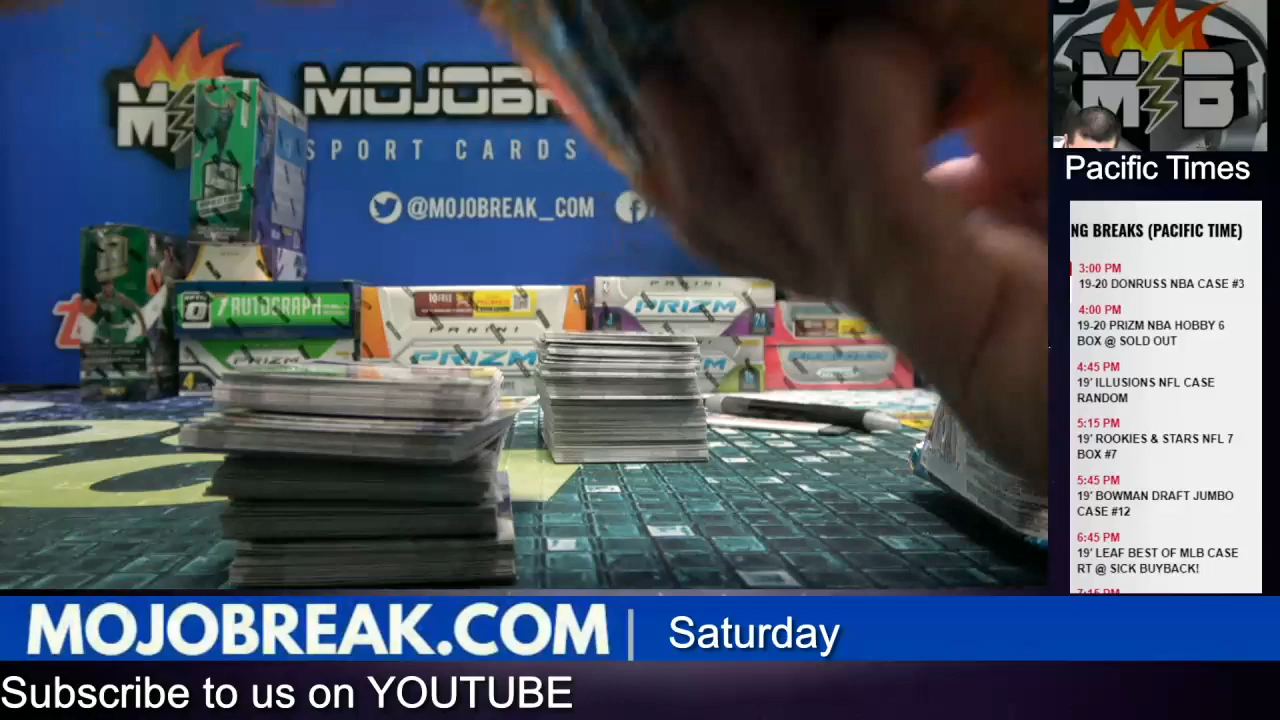 MOJOB
SPORT CARDS
@MOJOBREAK_COM
1 AUTOGRAPH
PRIZM
PANINI
PRIZM
PANINI
PRIZM
M B
Pacific Times
NG BREAKS (PACIFIC TIME)
3:00 PM
19-20 DONRUSS NBA CASE #3
4:00 PM
19-20 PRIZM NBA HOBBY 6
BOX @ SOLD OUT
4:45 PM
19' ILLUSIONS NFL CASE
RANDOM
5:15 PM
19' ROOKIES & STARS NFL 7
BOX #7
5:45 PM
19' BOWMAN DRAFT JUMBO
CASE #12
6:45 PM
19' LEAF BEST OF MLB CASE
RT @ SICK BUYBACK!
MOJOBREAK.COM | Saturday
Subscribe to us on YOUTUBE